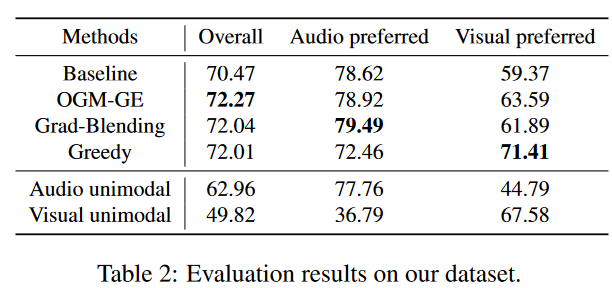 Methods Overall Audio preferred Visual preferred
Baseline 70.47 78.62 59.37
OGM-GE 72.27 78.92 63.59
Grad-Blending 72.04 79.49 61.89
Greedy 72.01 72.46 71.41
Audio unimodal 62.96 77.76 44.79
Visual unimodal 49.82 36.79 67.58
Table 2: Evaluation results on our dataset.